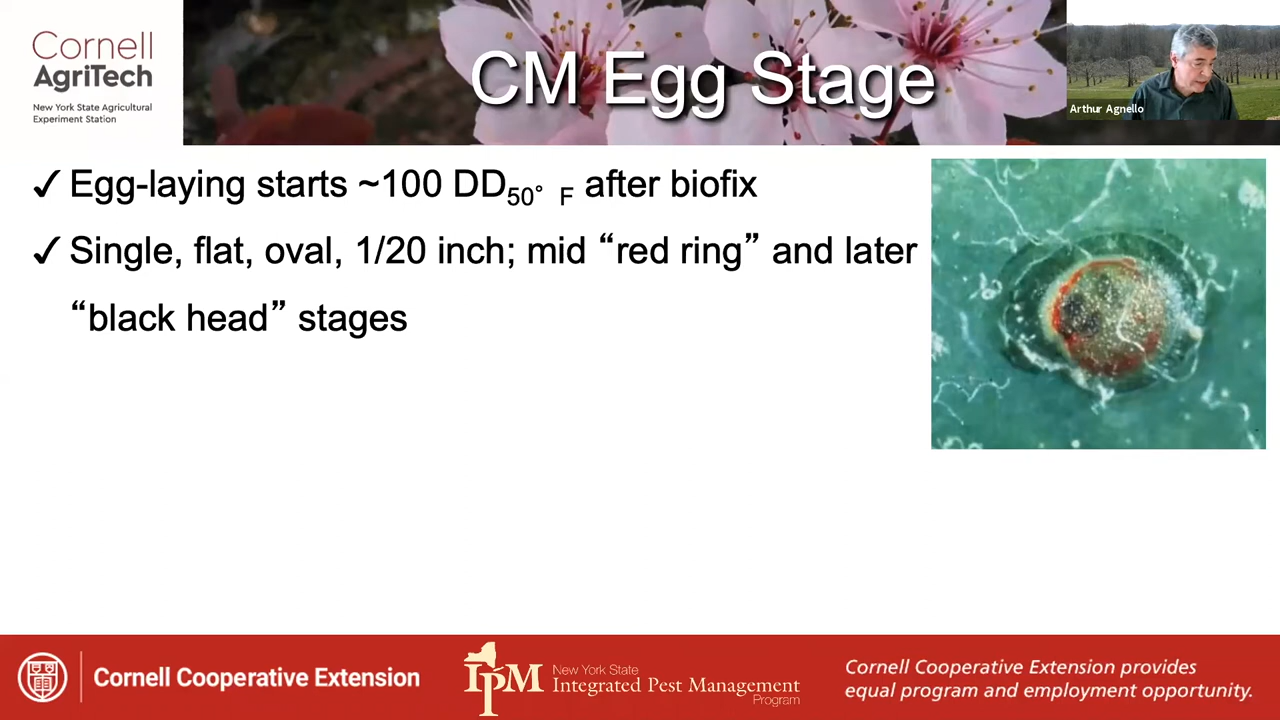 Cornell
AgriTech
New York State Agricultural
Experiment Station
CM Egg Stage
Arthur Agnello
✓ Egg-laying starts ~100 DD50° F after biofix
✓ Single, flat, oval, 1/20 inch; mid “red ring” and later
“black head” stages
Cornell Cooperative Extension
IPM
New York State
Integrated Pest Management
Program
Cornell Cooperative Extension provides
equal program and employment opportunity.